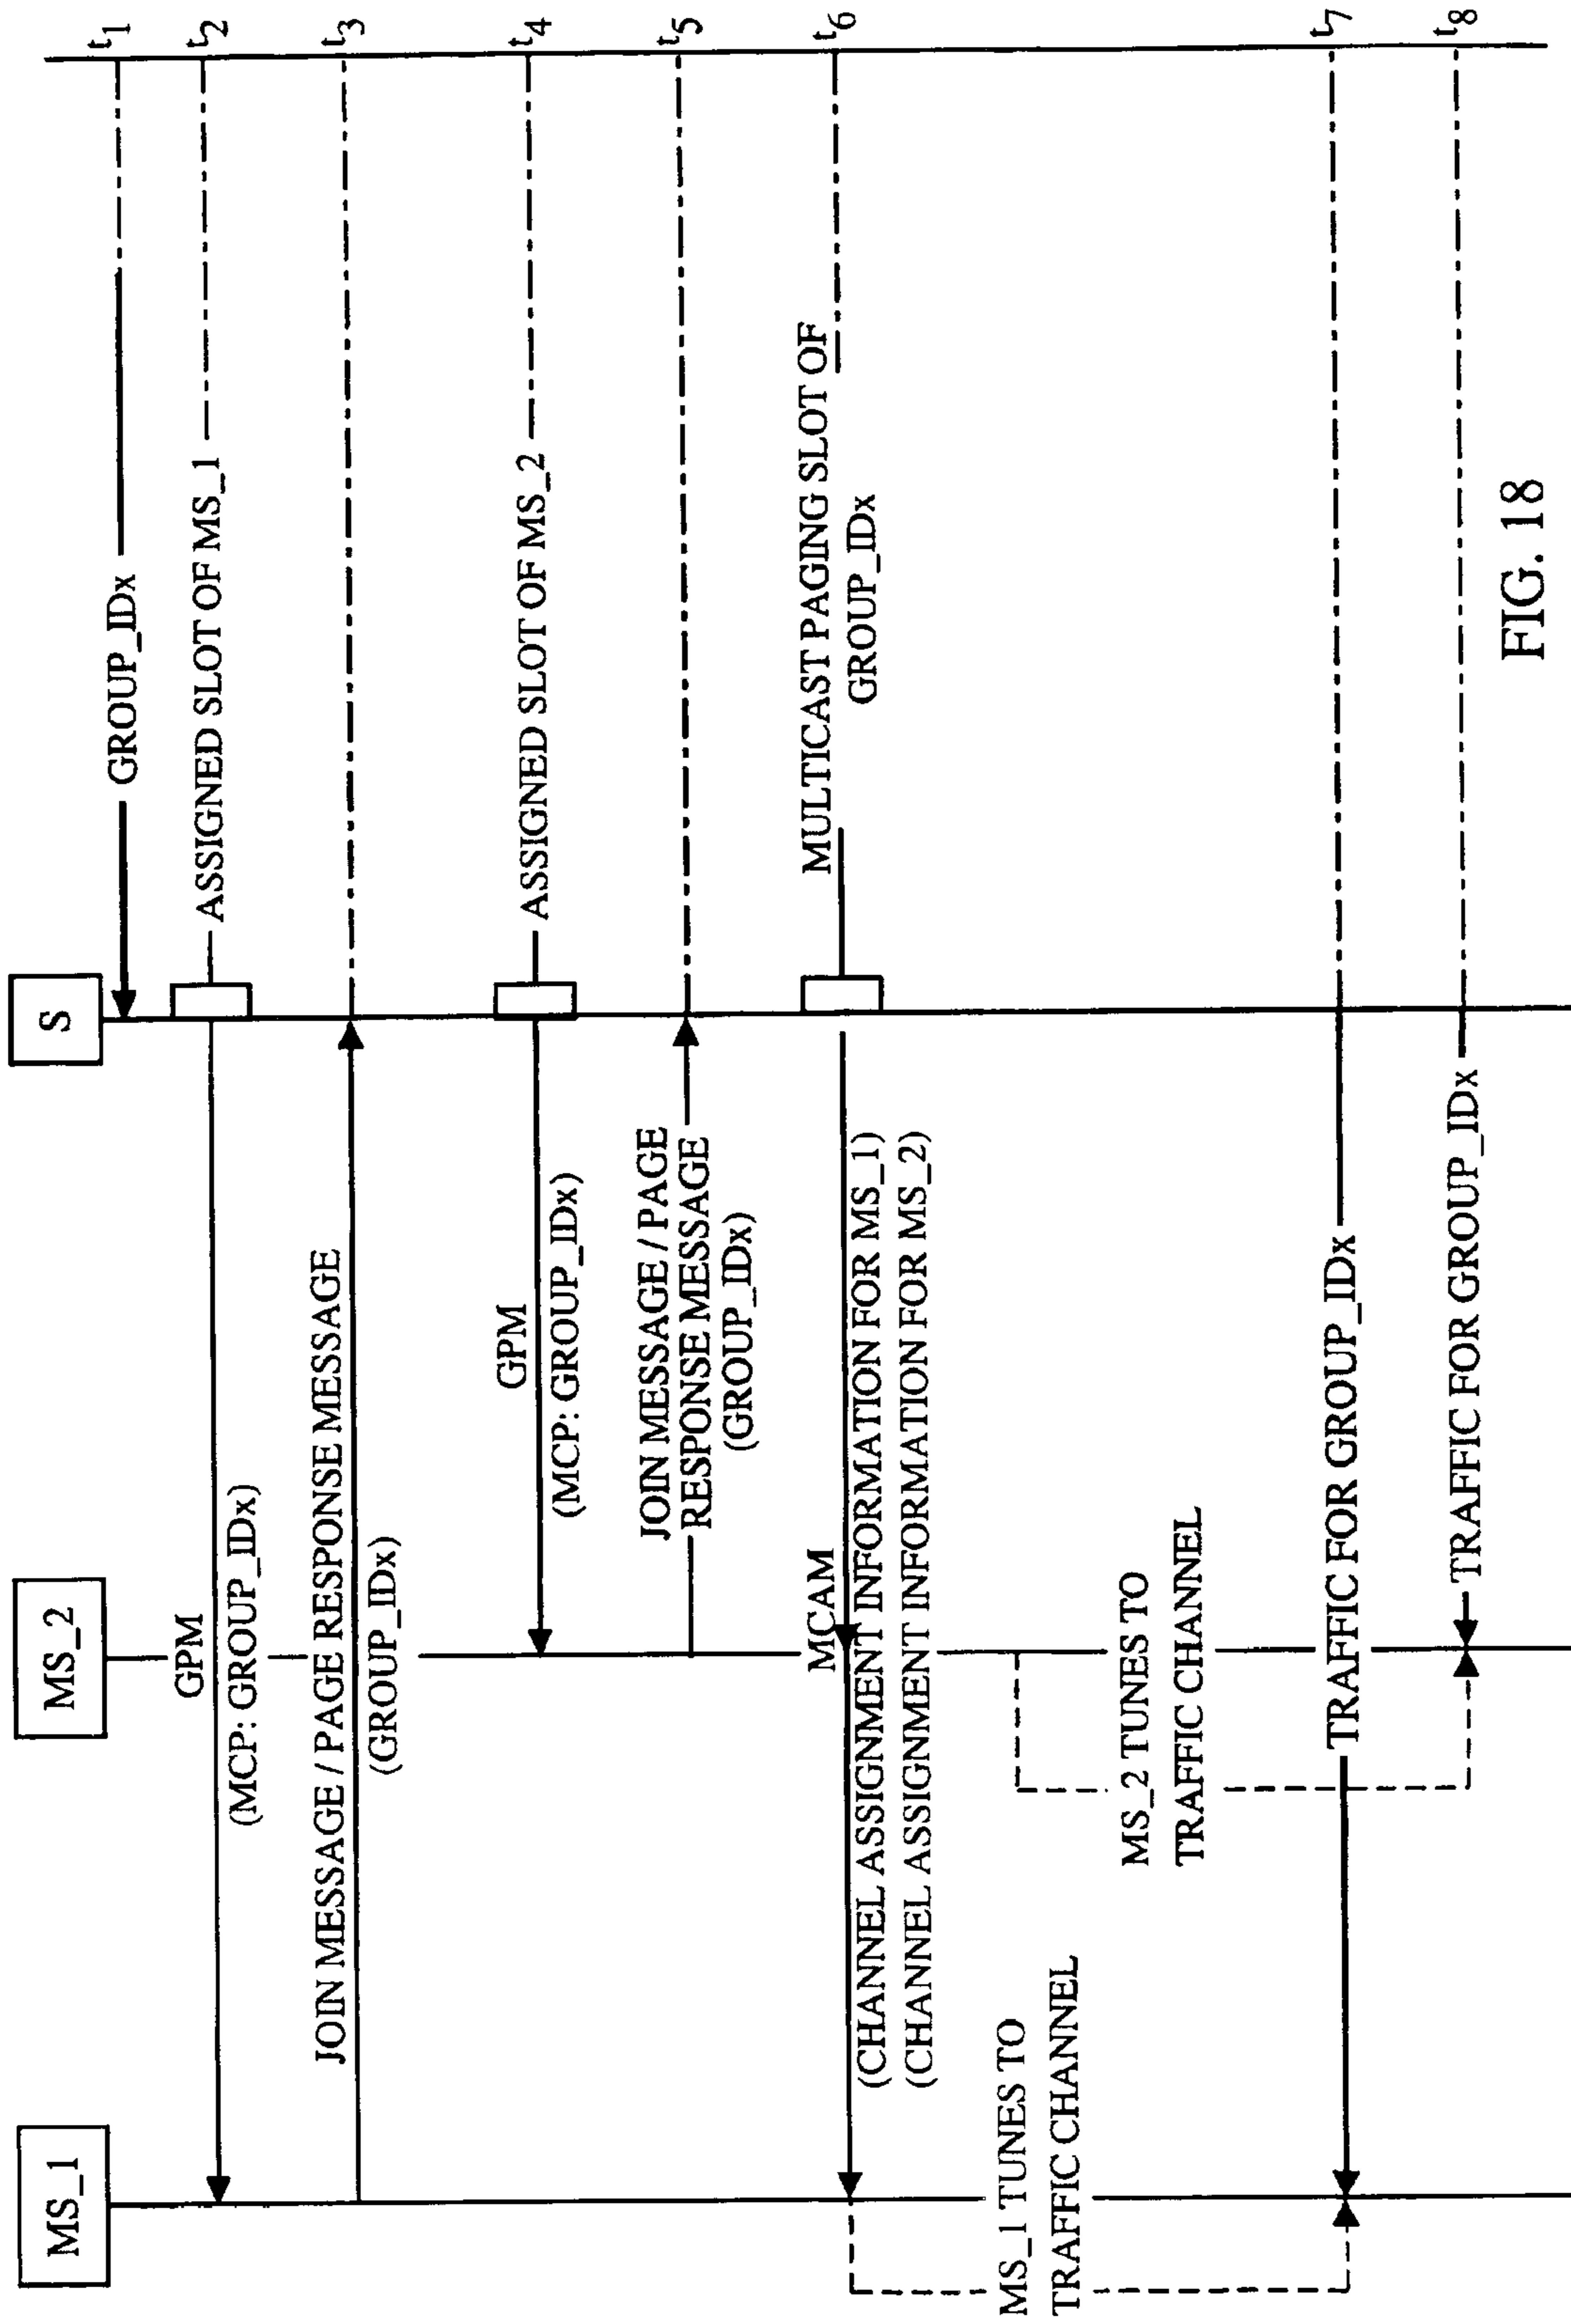 MS_1
MS_2
S
GROUP_IDx
t1
GPM
(MCP: GROUP_IDx)
ASSIGNED SLOT OF MS_1
t2
JOIN MESSAGE / PAGE RESPONSE MESSAGE
(GROUP_IDx)
t3
GPM
(MCP: GROUP_IDx)
ASSIGNED SLOT OF MS_2
t4
JOIN MESSAGE / PAGE
RESPONSE MESSAGE
(GROUP_IDx)
t5
MCAM
(CHANNEL ASSIGNMENT INFORMATION FOR MS_1)
(CHANNEL ASSIGNMENT INFORMATION FOR MS_2)
MULTICAST PAGING SLOT OF
GROUP_IDx
t6
MS_1 TUNES TO
TRAFFIC CHANNEL
MS_2 TUNES TO
TRAFFIC CHANNEL
TRAFFIC FOR GROUP_IDx
t7
TRAFFIC FOR GROUP_IDx
t8
FIG. 18